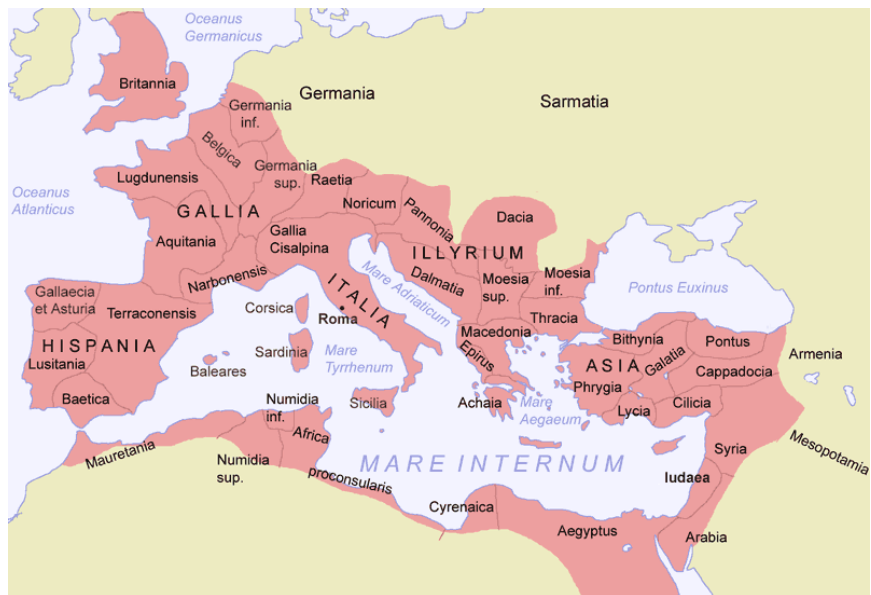 Oceanus
Germanicus
Britannia
Germania
Sarmatia
Germania
inf.
Belgica
Germania
sup.
Lugdunensis
Raetia
Oceanus
Atlanticus
Noricum
Pannonia
GALLIA
Dacia
Aquitania
Gallia
Cisalpina
ILLYRIUM
Narbonensis
Dalmatia
Moesia
sup.
Moesia
inf.
Mare Adriaticum
Pontus Euxinus
Gallaecia
et Asturia
Terraconensis
ITALIA
Corsica
Roma
Thracia
Macedonia
HISPANIA
Lusitania
Sardinia
Mare
Tyrrhenum
Epirus
Bithynia
Pontus
Armenia
Galatia
ASIA
Baleares
Cappadocia
Phrygia
Baetica
Numidia
inf.
Sicilia
Achaia
Mare
Aegaeum
Lycia
Cilicia
Africa
Mauretania
Numidia
sup.
MARE INTERNUM
Syria
Mesopotamia
proconsularis
Iudaea
Cyrenaica
Aegyptus
Arabia